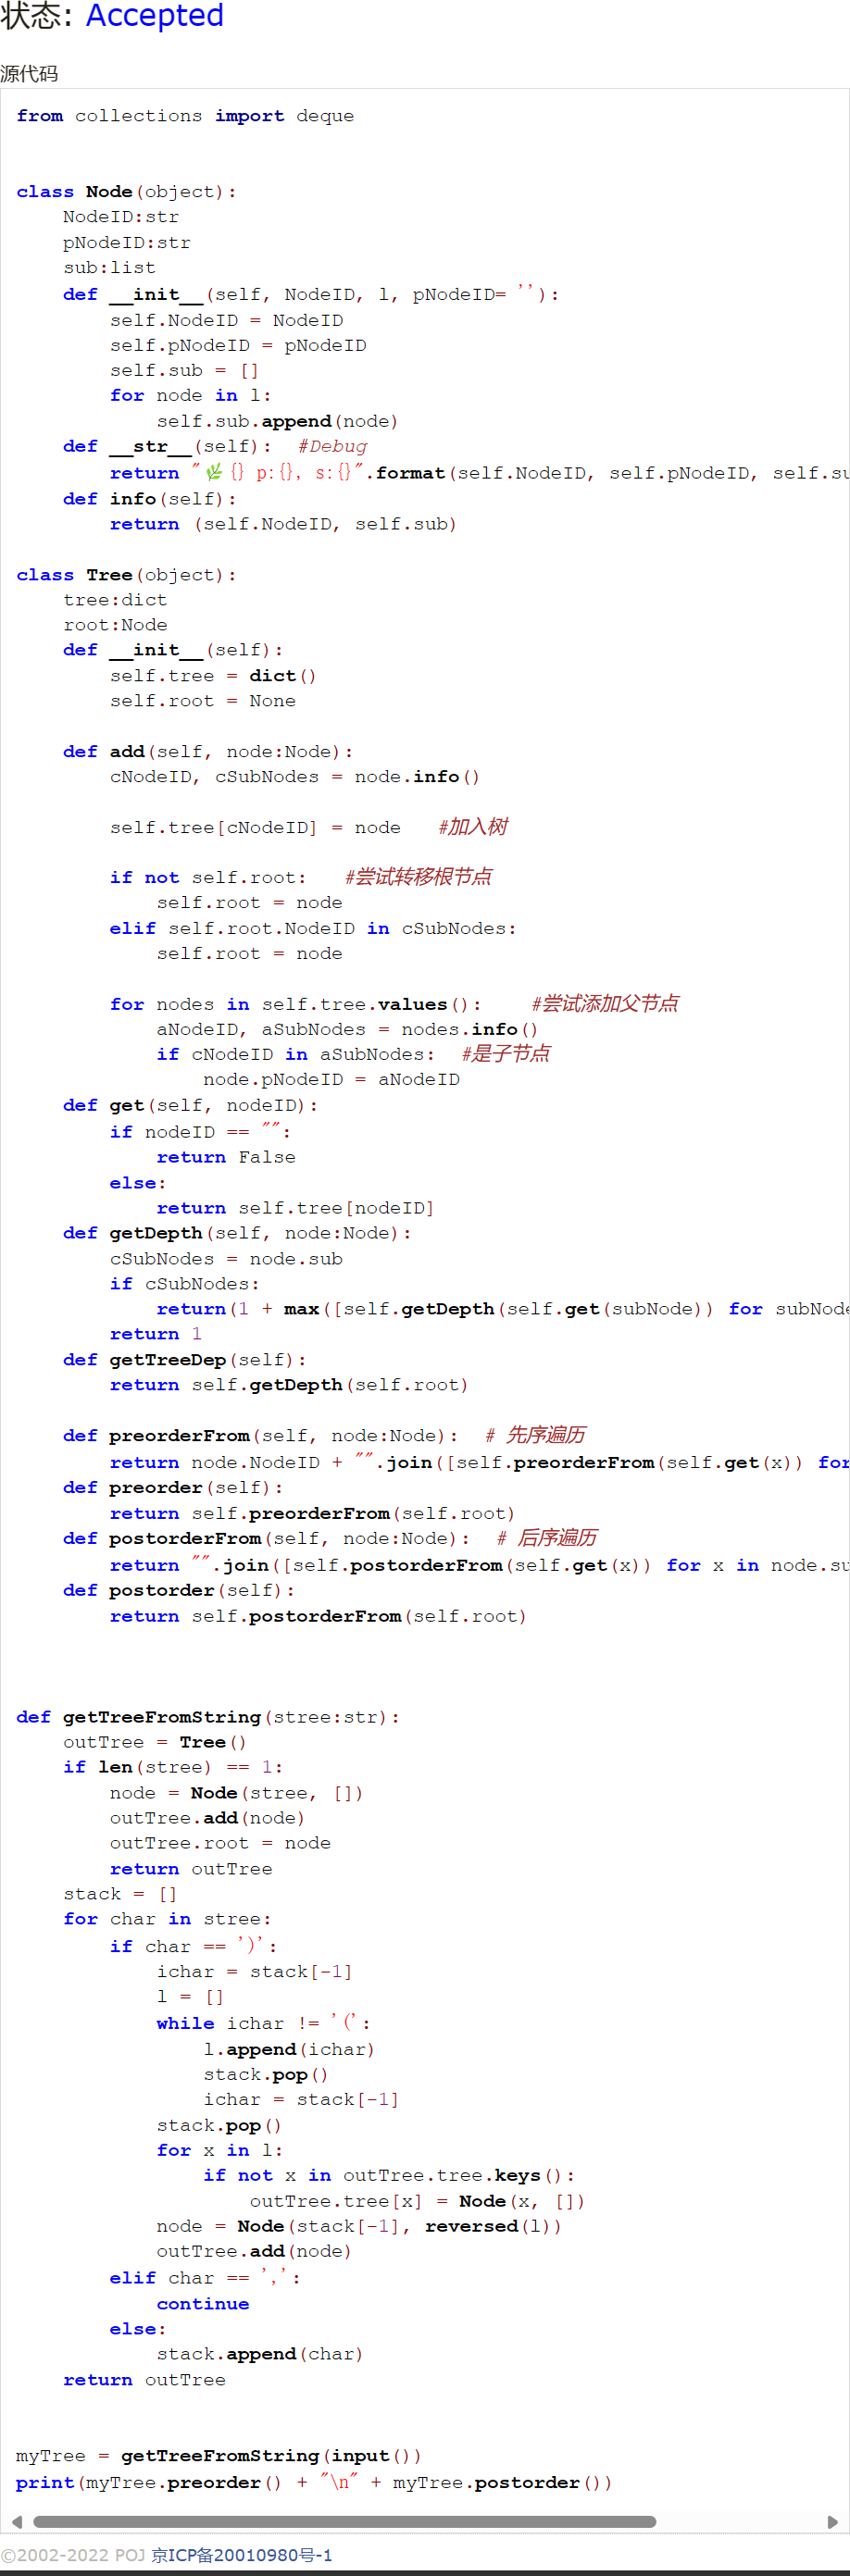 状态: Accepted
源代码
from collections import deque
class Node(object):
    NodeID:str
    pNodeID:str
    sub:list
    def __init__(self, NodeID, l, pNodeID= ''):
        self.NodeID = NodeID
        self.pNodeID = pNodeID
        self.sub = []
        for node in l:
            self.sub.append(node)
    def __str__(self):  #Debug
        return "🌿{} p:{}, s:{}".format(self.NodeID, self.pNodeID, self.su
    def info(self):
        return (self.NodeID, self.sub)
class Tree(object):
    tree:dict
    root:Node
    def __init__(self):
        self.tree = dict()
        self.root = None
    def add(self, node:Node):
        cNodeID, cSubNodes = node.info()
        self.tree[cNodeID] = node   #加入树
        if not self.root:   #尝试转移根节点
            self.root = node
        elif self.root.NodeID in cSubNodes:
            self.root = node
        for nodes in self.tree.values():    #尝试添加父节点
            aNodeID, aSubNodes = nodes.info()
            if cNodeID in aSubNodes:  #是子节点
                node.pNodeID = aNodeID
    def get(self, nodeID):
        if nodeID == "":
            return False
        else:
            return self.tree[nodeID]
    def getDepth(self, node:Node):
        cSubNodes = node.sub
        if cSubNodes:
            return(1 + max([self.getDepth(self.get(subNode)) for subNode
        return 1
    def getTreeDep(self):
        return self.getDepth(self.root)
    def preorderFrom(self, node:Node):  # 先序遍历
        return node.NodeID + "".join([self.preorderFrom(self.get(x)) for
    def preorder(self):
        return self.preorderFrom(self.root)
    def postorderFrom(self, node:Node):  # 后序遍历
        return "".join([self.postorderFrom(self.get(x)) for x in node.su
    def postorder(self):
        return self.postorderFrom(self.root)
def getTreeFromString(stree:str):
    outTree = Tree()
    if len(stree) == 1:
        node = Node(stree, [])
        outTree.add(node)
        outTree.root = node
        return outTree
    stack = []
    for char in stree:
        if char == ')':
            ichar = stack[-1]
            l = []
            while ichar != '(':
                l.append(ichar)
                stack.pop()
                ichar = stack[-1]
            stack.pop()
            for x in l:
                if not x in outTree.tree.keys():
                    outTree.tree[x] = Node(x, [])
            node = Node(stack[-1], reversed(l))
            outTree.add(node)
        elif char == ',':
            continue
        else:
            stack.append(char)
    return outTree
myTree = getTreeFromString(input())
print(myTree.preorder() + "\n" + myTree.postorder())
©2002-2022 POJ 京ICP备20010980号-1